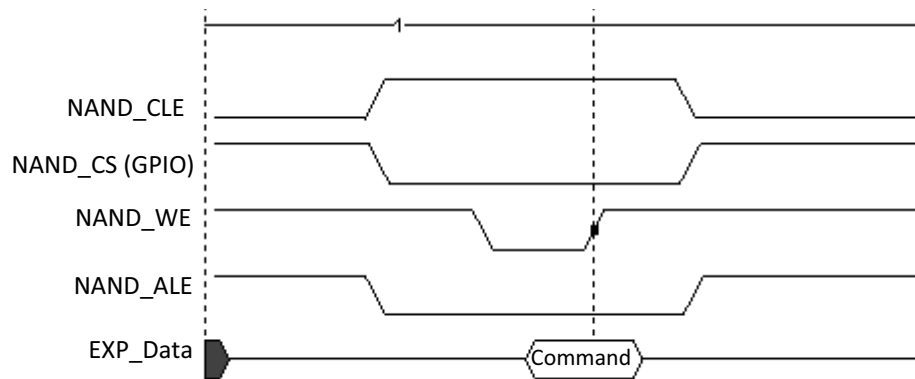 1
NAND_CLE
NAND_CS (GPIO)
NAND_WE
NAND_ALE
EXP_Data
Command